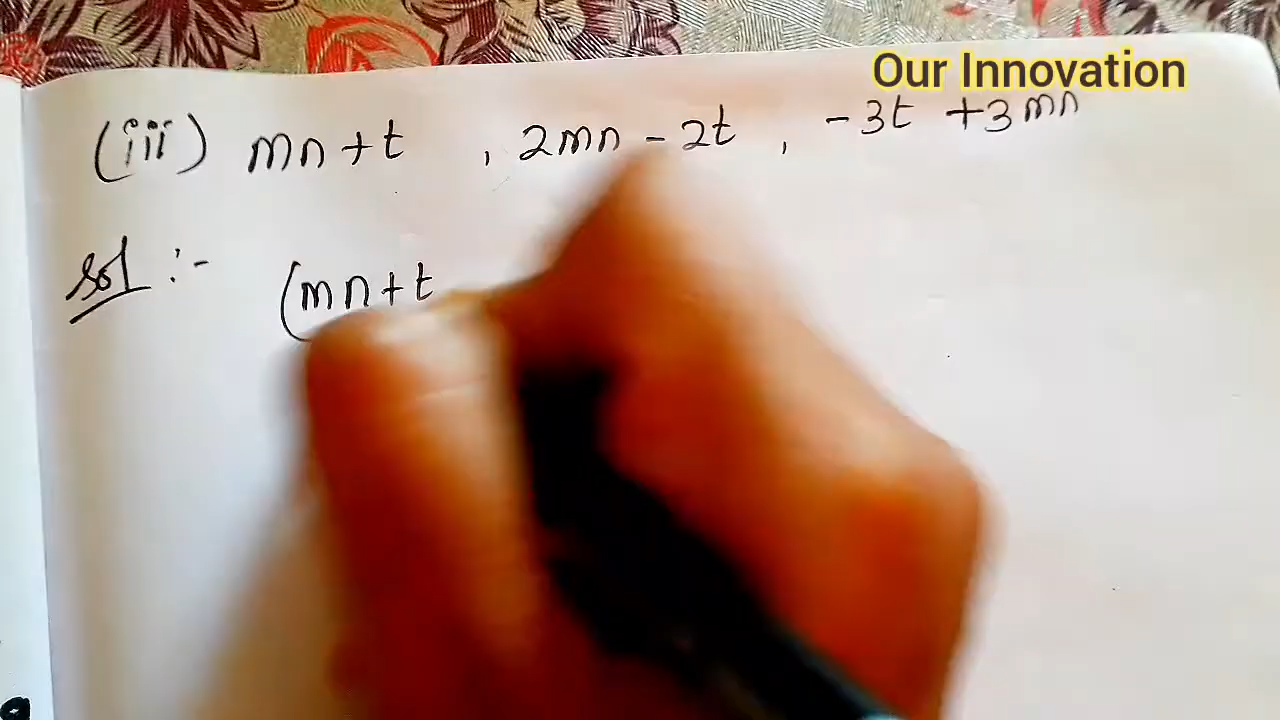 Our Innovation
(iii) mn + t , 2mn - 2t , -3t +3mn
Sol :- (mn+t